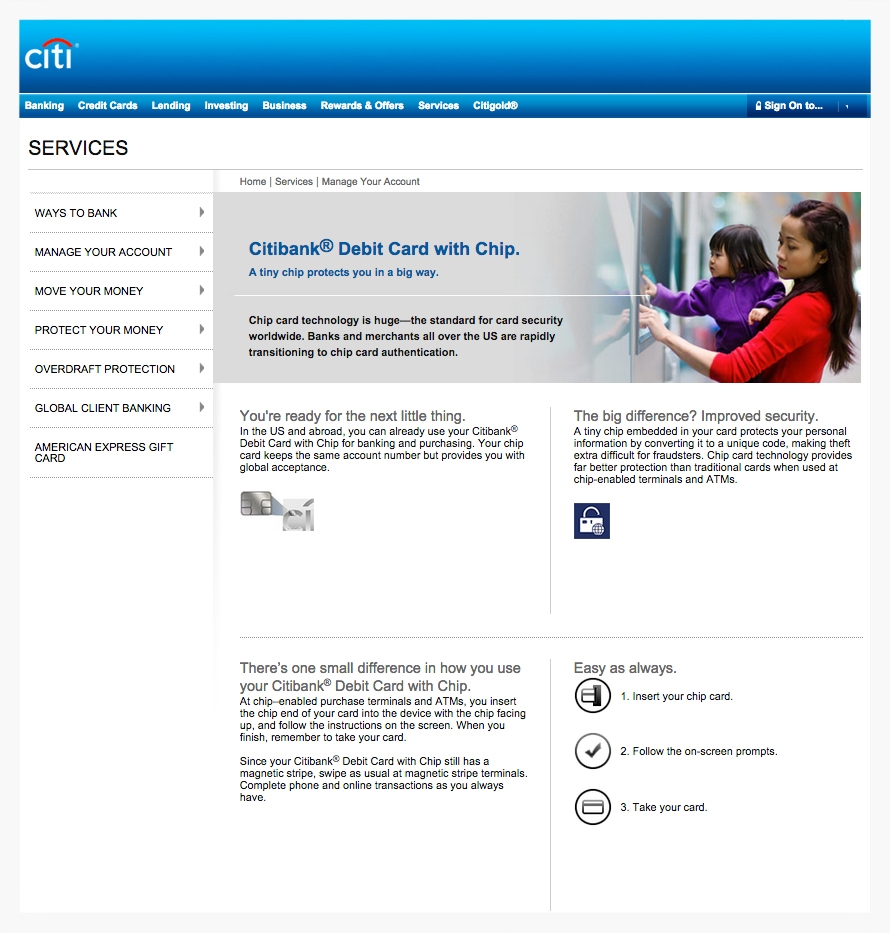 citi®
Banking Credit Cards Lending Investing Business Rewards & Offers Services Citigold® Sign On to...
SERVICES
Home | Services | Manage Your Account
WAYS TO BANK
MANAGE YOUR ACCOUNT
MOVE YOUR MONEY
PROTECT YOUR MONEY
OVERDRAFT PROTECTION
GLOBAL CLIENT BANKING
AMERICAN EXPRESS GIFT
CARD
Citibank® Debit Card with Chip.
A tiny chip protects you in a big way.
Chip card technology is huge—the standard for card security
worldwide. Banks and merchants all over the US are rapidly
transitioning to chip card authentication.
You're ready for the next little thing.
In the US and abroad, you can already use your Citibank®
Debit Card with Chip for banking and purchasing. Your chip
card keeps the same account number but provides you with
global acceptance.
citi
The big difference? Improved security.
A tiny chip embedded in your card protects your personal
information by converting it to a unique code, making theft
extra difficult for fraudsters. Chip card technology provides
far better protection than traditional cards when used at
chip-enabled terminals and ATMs.
There's one small difference in how you use
your Citibank® Debit Card with Chip.
At chip–enabled purchase terminals and ATMs, you insert
the chip end of your card into the device with the chip facing
up, and follow the instructions on the screen. When you
finish, remember to take your card.
Since your Citibank® Debit Card with Chip still has a
magnetic stripe, swipe as usual at magnetic stripe terminals.
Complete phone and online transactions as you always
have.
Easy as always.
1. Insert your chip card.
2. Follow the on-screen prompts.
3. Take your card.